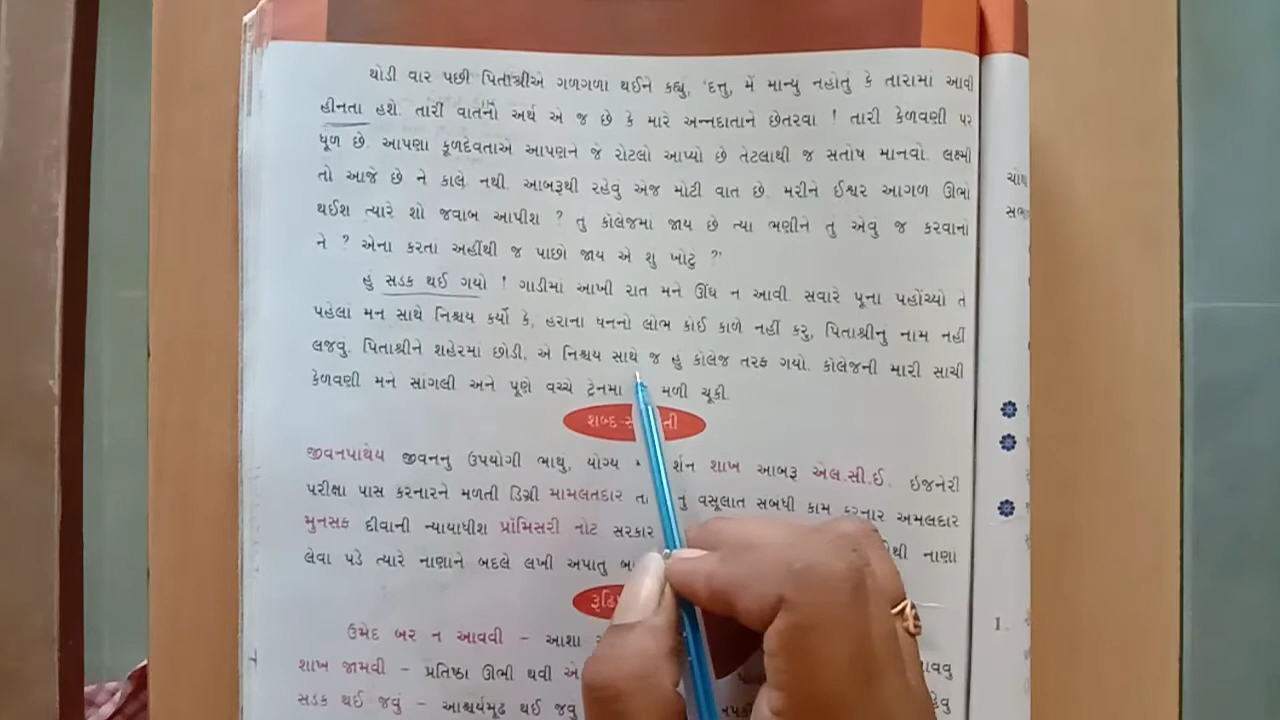 થોડી વાર પછી પિતાશ્રીએ ગળગળા થઈને કહ્યું, 'દત્તુ, મેં માન્યું નહોતું કે તારામાં આવી
હીનતા હશે. તારી વાતનો અર્થ એ જ છે કે મારે અન્નદાતાને છેતરવા ! તારી કેળવણી પર
ધૂળ છે. આપણા કૂળદેવતાએ આપણને જે રોટલો આપ્યો છે તેટલાથી જ સંતોષ માનવો. લક્ષ્મી
તો આજે છે ને કાલે નથી. આબરૂથી રહેવું એજ મોટી વાત છે. મરીને ઈશ્વર આગળ ઊભો
થઈશ ત્યારે શો જવાબ આપીશ ? તું કૉલેજમાં જાય છે ત્યાં ભણીને તું એવું જ કરવાનો
ને ? એના કરતાં અહીંથી જ પાછો જાય એ શું ખોટું ?'
હું સડક થઈ ગયો ! ગાડીમાં આખી રાત મને ઊંઘ ન આવી. સવારે પૂના પહોંચ્યો તે
પહેલાં મન સાથે નિશ્ચય કર્યો કે, હરામના ધનનો લોભ કોઈ કાળે નહીં કરું, પિતાશ્રીનું નામ નહીં
લજવું. પિતાશ્રીને શહેરમાં છોડી, એ નિશ્ચય સાથે જ હું કૉલેજ તરફ ગયો. કૉલેજની મારી સાચી
કેળવણી મને સાંગલી અને પૂણે વચ્ચે ટ્રેનમાં મળી ચૂકી.
શબ્દ-
જીવનપાથેય જીવનનું ઉપયોગી ભાથું, યોગ્ય શાખ આબરૂ એલ.સી.ઈ. ઇજનેરી
પરીક્ષા પાસ કરનારને મળતી ડિગ્રી મામલતદાર વસૂલાત સંબંધી કામ કરનાર અમલદાર
મુનસફ દીવાની ન્યાયાધીશ પ્રૉમિસરી નોટ સરકાર નાણાં
લેવા પડે ત્યારે નાણાંને બદલે લખી અપાતું
ઉમેદ બર ન આવવી - આશા
શાખ જામવી - પ્રતિષ્ઠા ઊભી થવી
સડક થઈ જવું - આશ્ચર્યમૂઢ થઈ જવું
1.